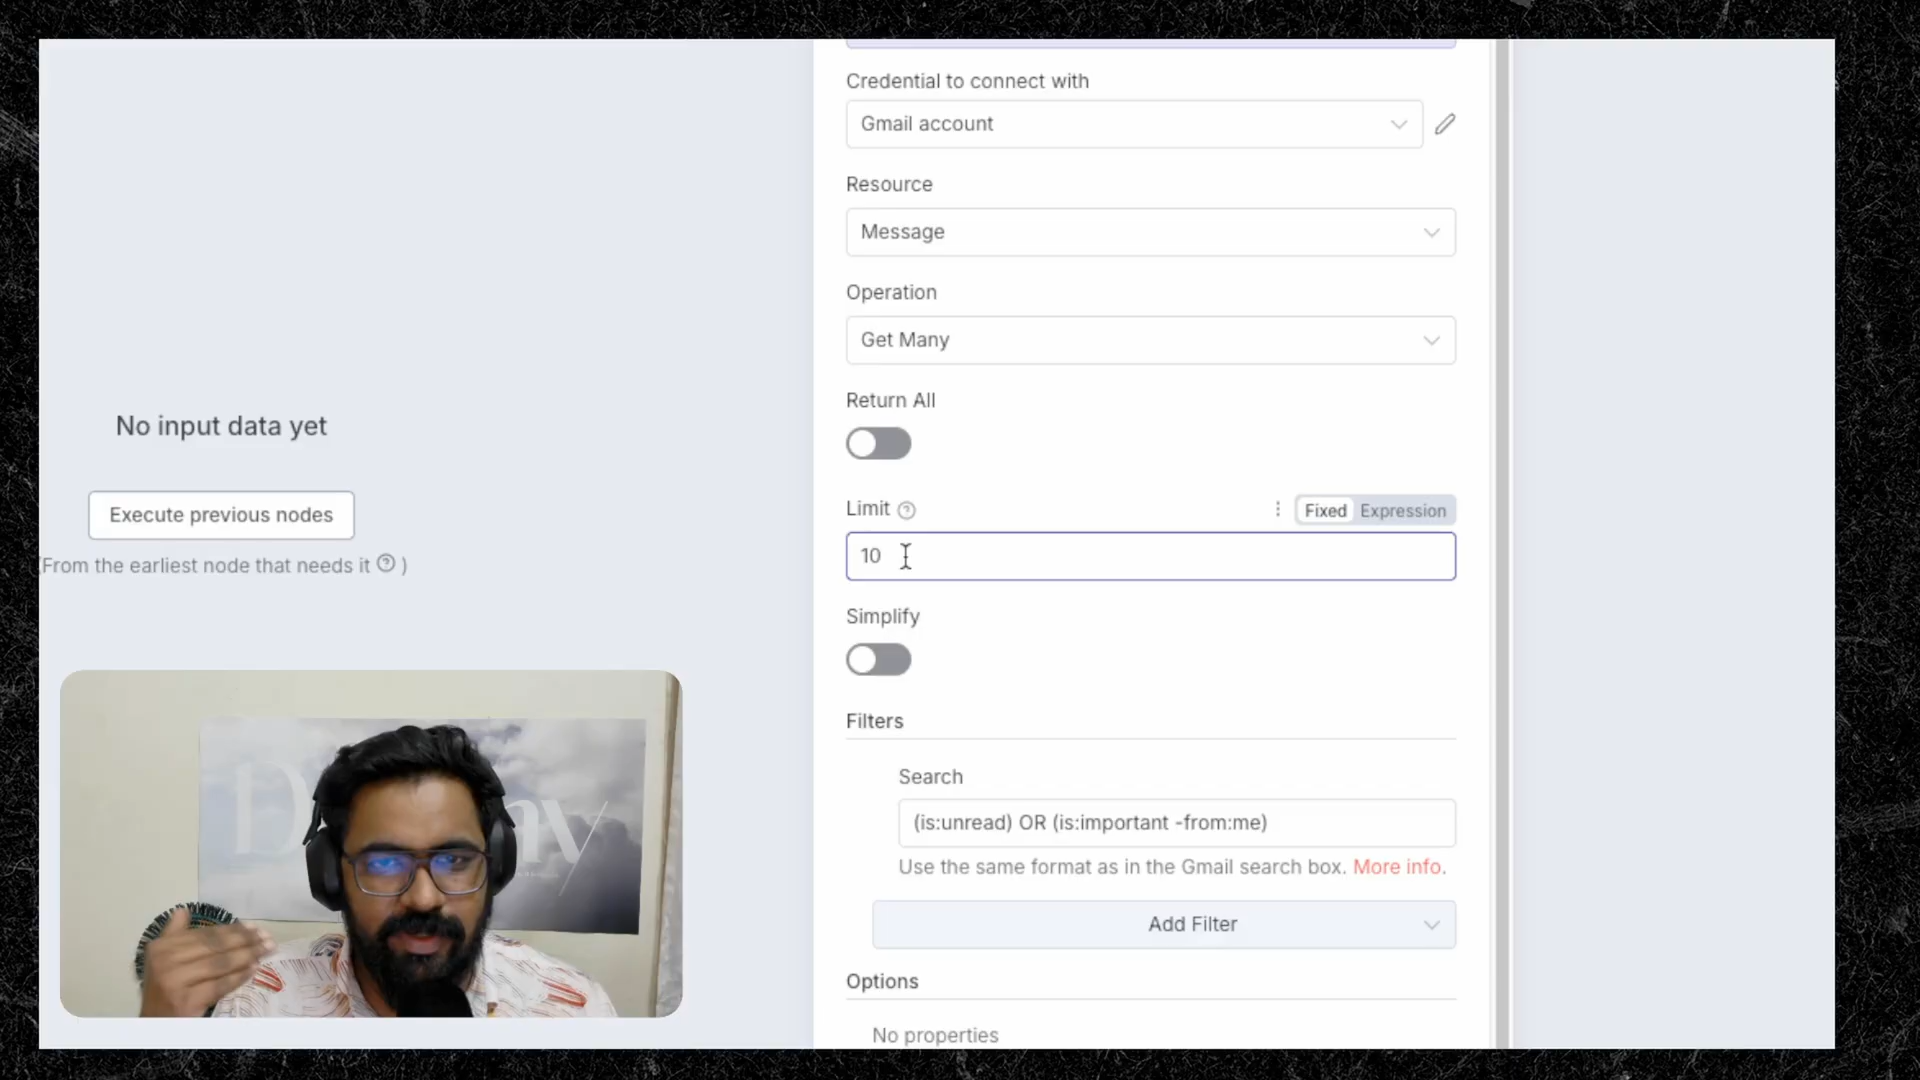 Credential to connect with
Gmail account
Resource
Message
Operation
Get Many
Return All
No input data yet
Execute previous nodes
(From the earliest node that needs it ? )
Limit ?
Fixed Expression
10
Simplify
Filters
Search
(is:unread) OR (is:important -from:me)
Use the same format as in the Gmail search box. More info.
Add Filter
Options
No properties